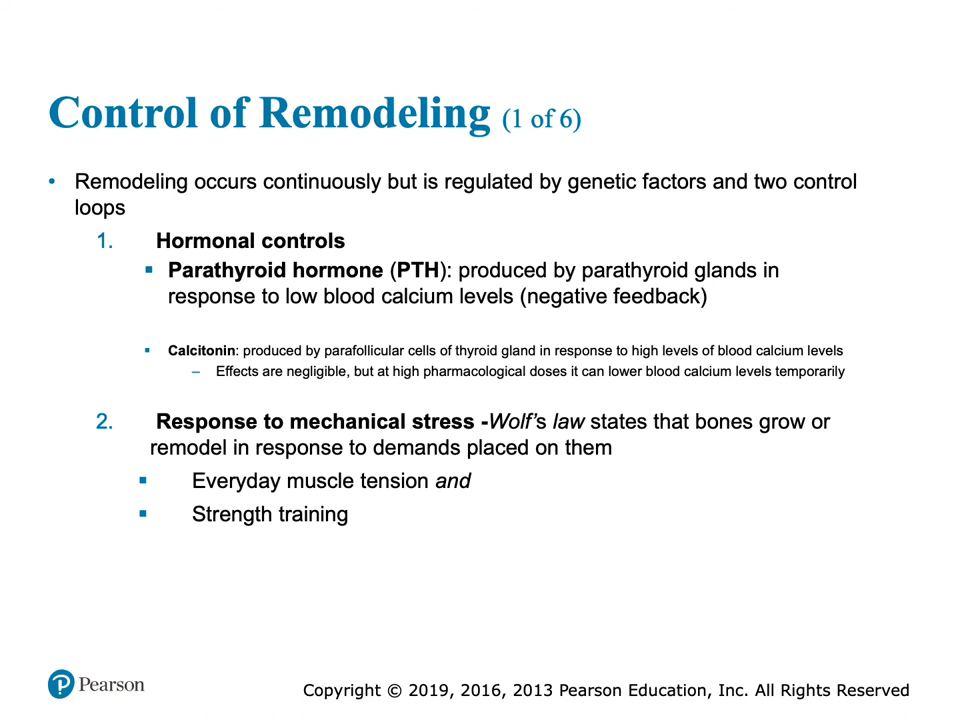 Control of Remodeling (1 of 6)
• Remodeling occurs continuously but is regulated by genetic factors and two control
loops
1. Hormonal controls
▪ Parathyroid hormone (PTH): produced by parathyroid glands in
response to low blood calcium levels (negative feedback)
▪ Calcitonin: produced by parafollicular cells of thyroid gland in response to high levels of blood calcium levels
– Effects are negligible, but at high pharmacological doses it can lower blood calcium levels temporarily
2. Response to mechanical stress -Wolf’s law states that bones grow or
remodel in response to demands placed on them
▪ Everyday muscle tension and
▪ Strength training
Pearson
Copyright © 2019, 2016, 2013 Pearson Education, Inc. All Rights Reserved